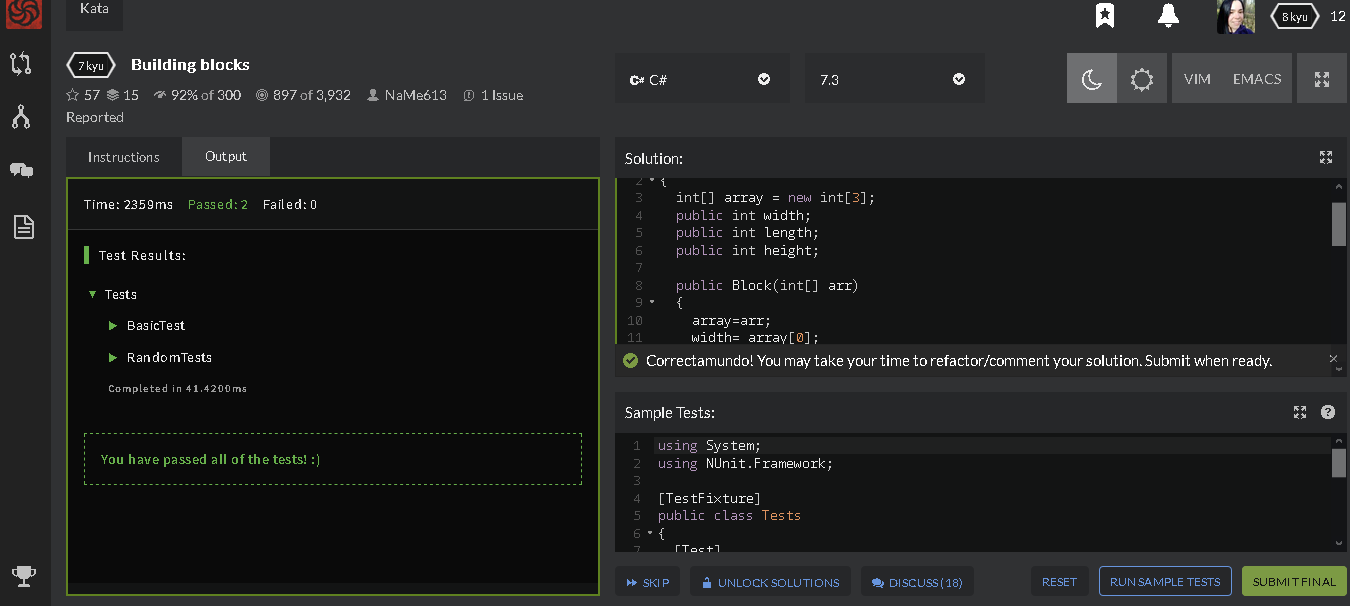 Kata
8 kyu
12
7 kyu
Building blocks
57 15 92% of 300 897 of 3,932 NaMe613 1 Issue
Reported
C# C#
7.3
VIM EMACS
Instructions Output
Time: 2359ms Passed: 2 Failed: 0
Test Results:
Tests
BasicTest
RandomTests
Completed in 41.4200ms
You have passed all of the tests! :)
Solution:
2 {
3 int[] array = new int[3];
4 public int width;
5 public int length;
6 public int height;
7
8 public Block(int[] arr)
9 {
10 array=arr;
11 width= array[0];
Correctamundo! You may take your time to refactor/comment your solution. Submit when ready.
Sample Tests:
1 using System;
2 using NUnit.Framework;
3
4 [TestFixture]
5 public class Tests
6 {
7 [Test]
SKIP UNLOCK SOLUTIONS DISCUSS (18) RESET RUN SAMPLE TESTS SUBMIT FINAL